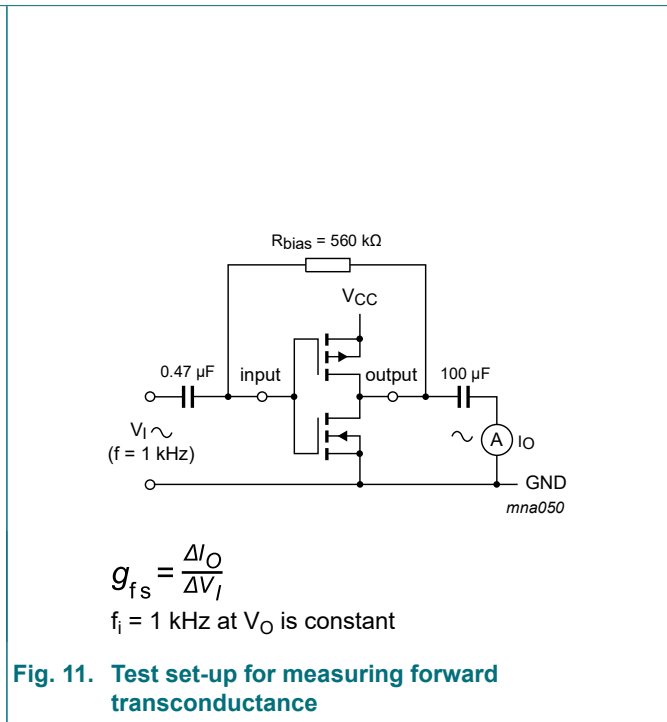 Rbias = 560 kΩ
VCC
0.47 µF
input
output
100 µF
VI
(f = 1 kHz)
A
IO
GND
mna050
gfs = ΔIO / ΔVI
fi = 1 kHz at VO is constant
Fig. 11. Test set-up for measuring forward
transconductance